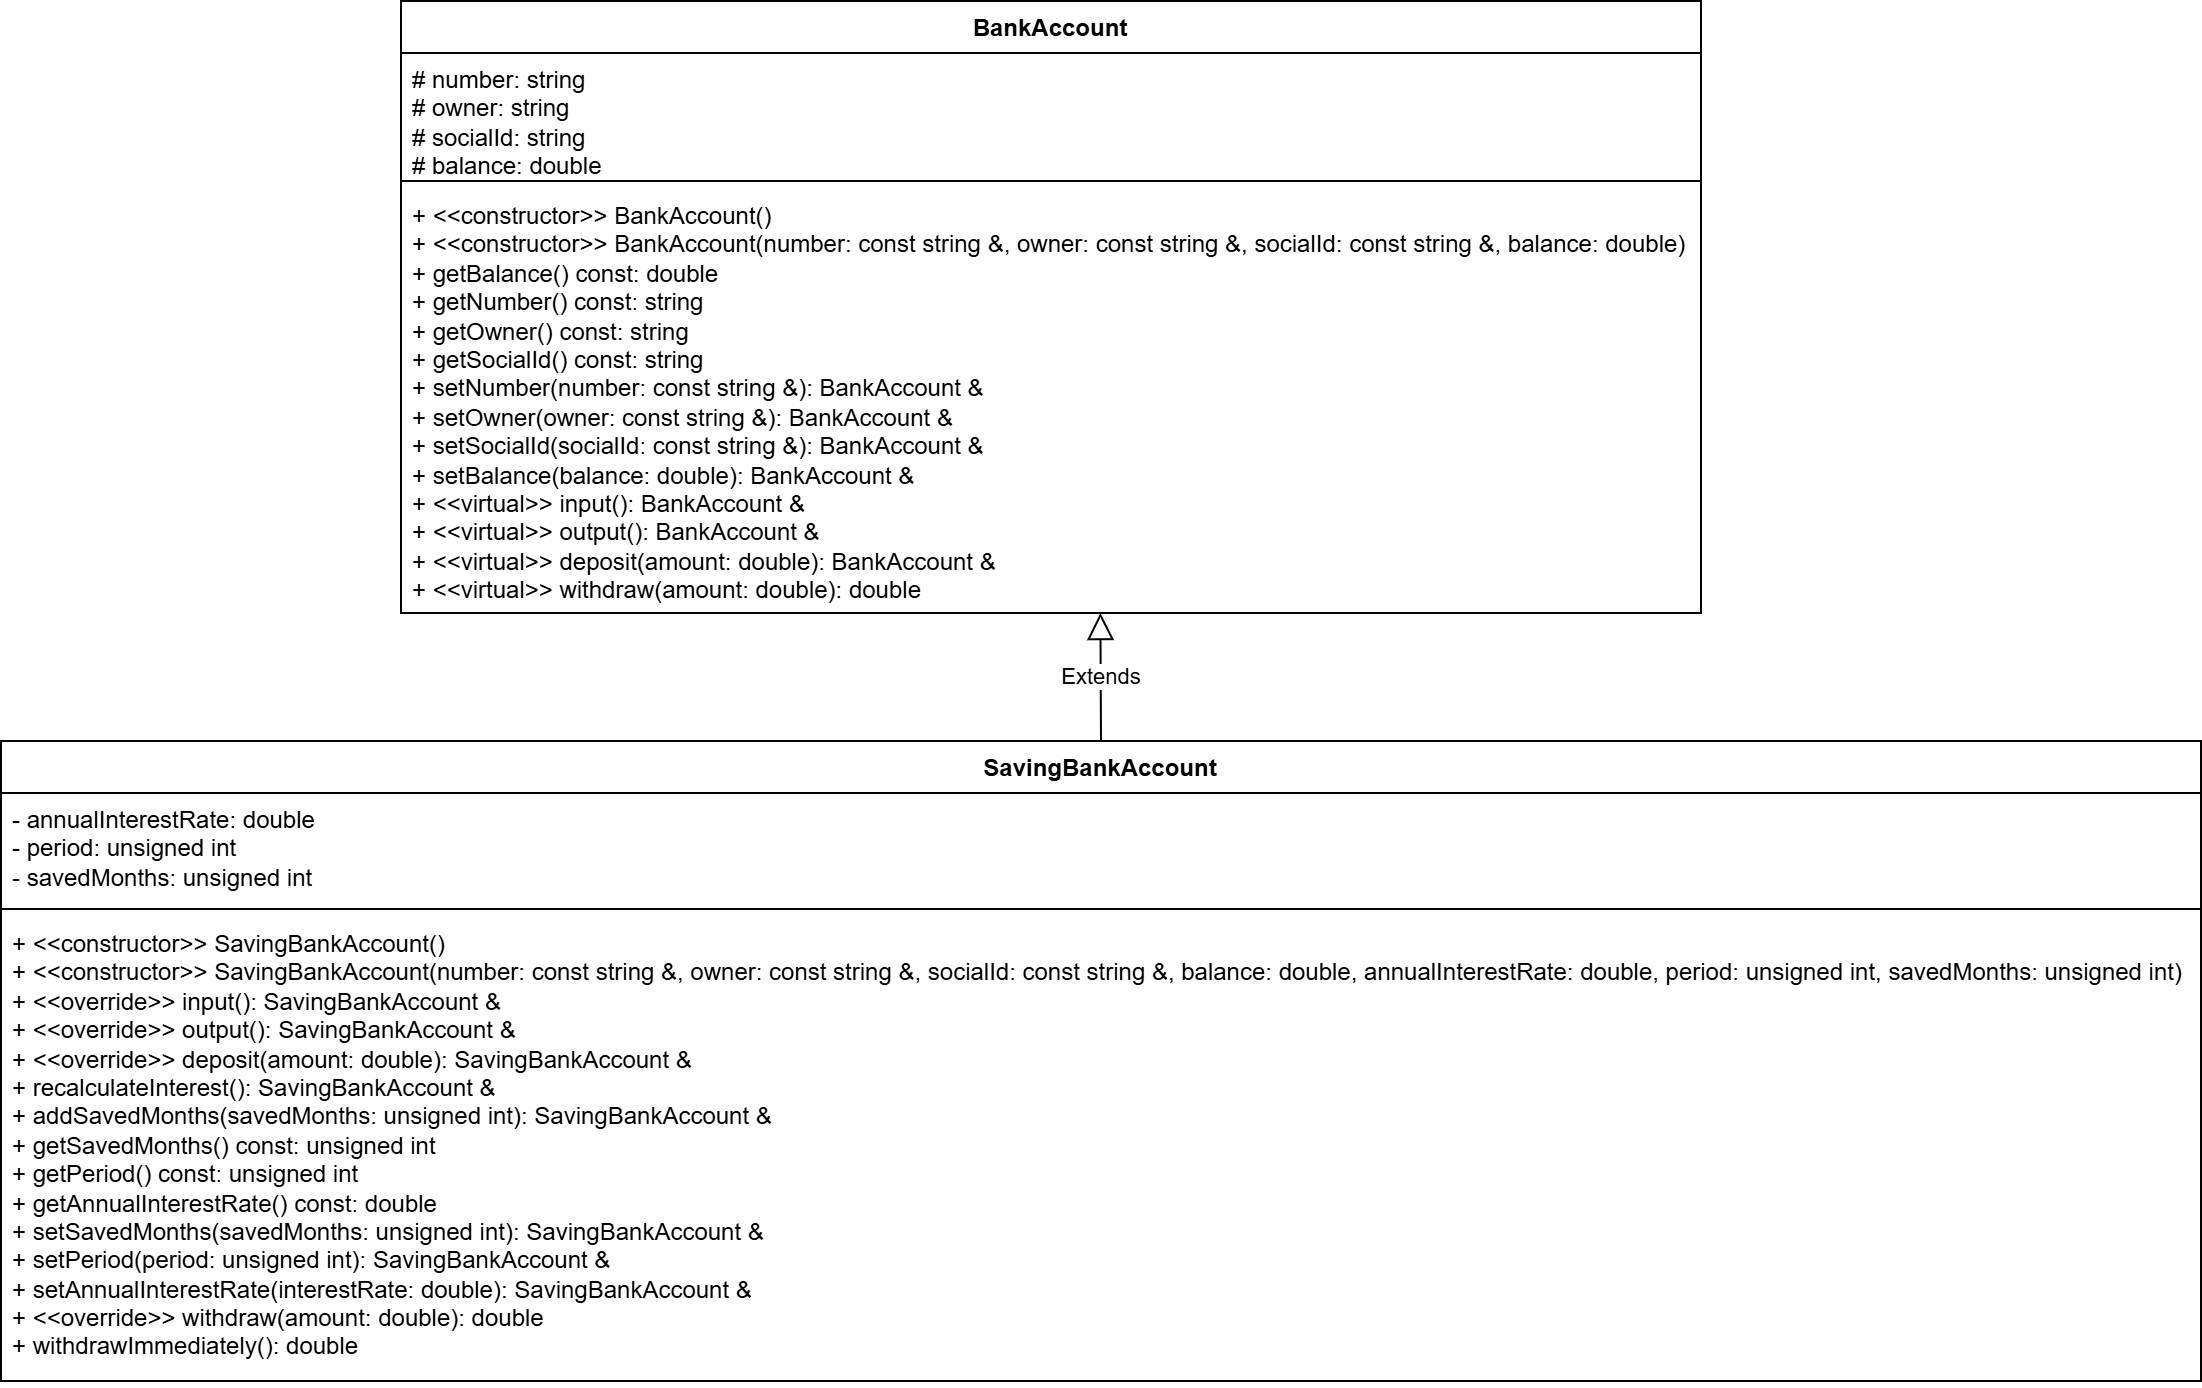 BankAccount
# number: string
# owner: string
# socialId: string
# balance: double
+ <<constructor>> BankAccount()
+ <<constructor>> BankAccount(number: const string &, owner: const string &, socialId: const string &, balance: double)
+ getBalance() const: double
+ getNumber() const: string
+ getOwner() const: string
+ getSocialId() const: string
+ setNumber(number: const string &): BankAccount &
+ setOwner(owner: const string &): BankAccount &
+ setSocialId(socialId: const string &): BankAccount &
+ setBalance(balance: double): BankAccount &
+ <<virtual>> input(): BankAccount &
+ <<virtual>> output(): BankAccount &
+ <<virtual>> deposit(amount: double): BankAccount &
+ <<virtual>> withdraw(amount: double): double
Extends
SavingBankAccount
- annualInterestRate: double
- period: unsigned int
- savedMonths: unsigned int
+ <<constructor>> SavingBankAccount()
+ <<constructor>> SavingBankAccount(number: const string &, owner: const string &, socialId: const string &, balance: double, annualInterestRate: double, period: unsigned int, savedMonths: unsigned int)
+ <<override>> input(): SavingBankAccount &
+ <<override>> output(): SavingBankAccount &
+ <<override>> deposit(amount: double): SavingBankAccount &
+ recalculateInterest(): SavingBankAccount &
+ addSavedMonths(savedMonths: unsigned int): SavingBankAccount &
+ getSavedMonths() const: unsigned int
+ getPeriod() const: unsigned int
+ getAnnualInterestRate() const: double
+ setSavedMonths(savedMonths: unsigned int): SavingBankAccount &
+ setPeriod(period: unsigned int): SavingBankAccount &
+ setAnnualInterestRate(interestRate: double): SavingBankAccount &
+ <<override>> withdraw(amount: double): double
+ withdrawImmediately(): double